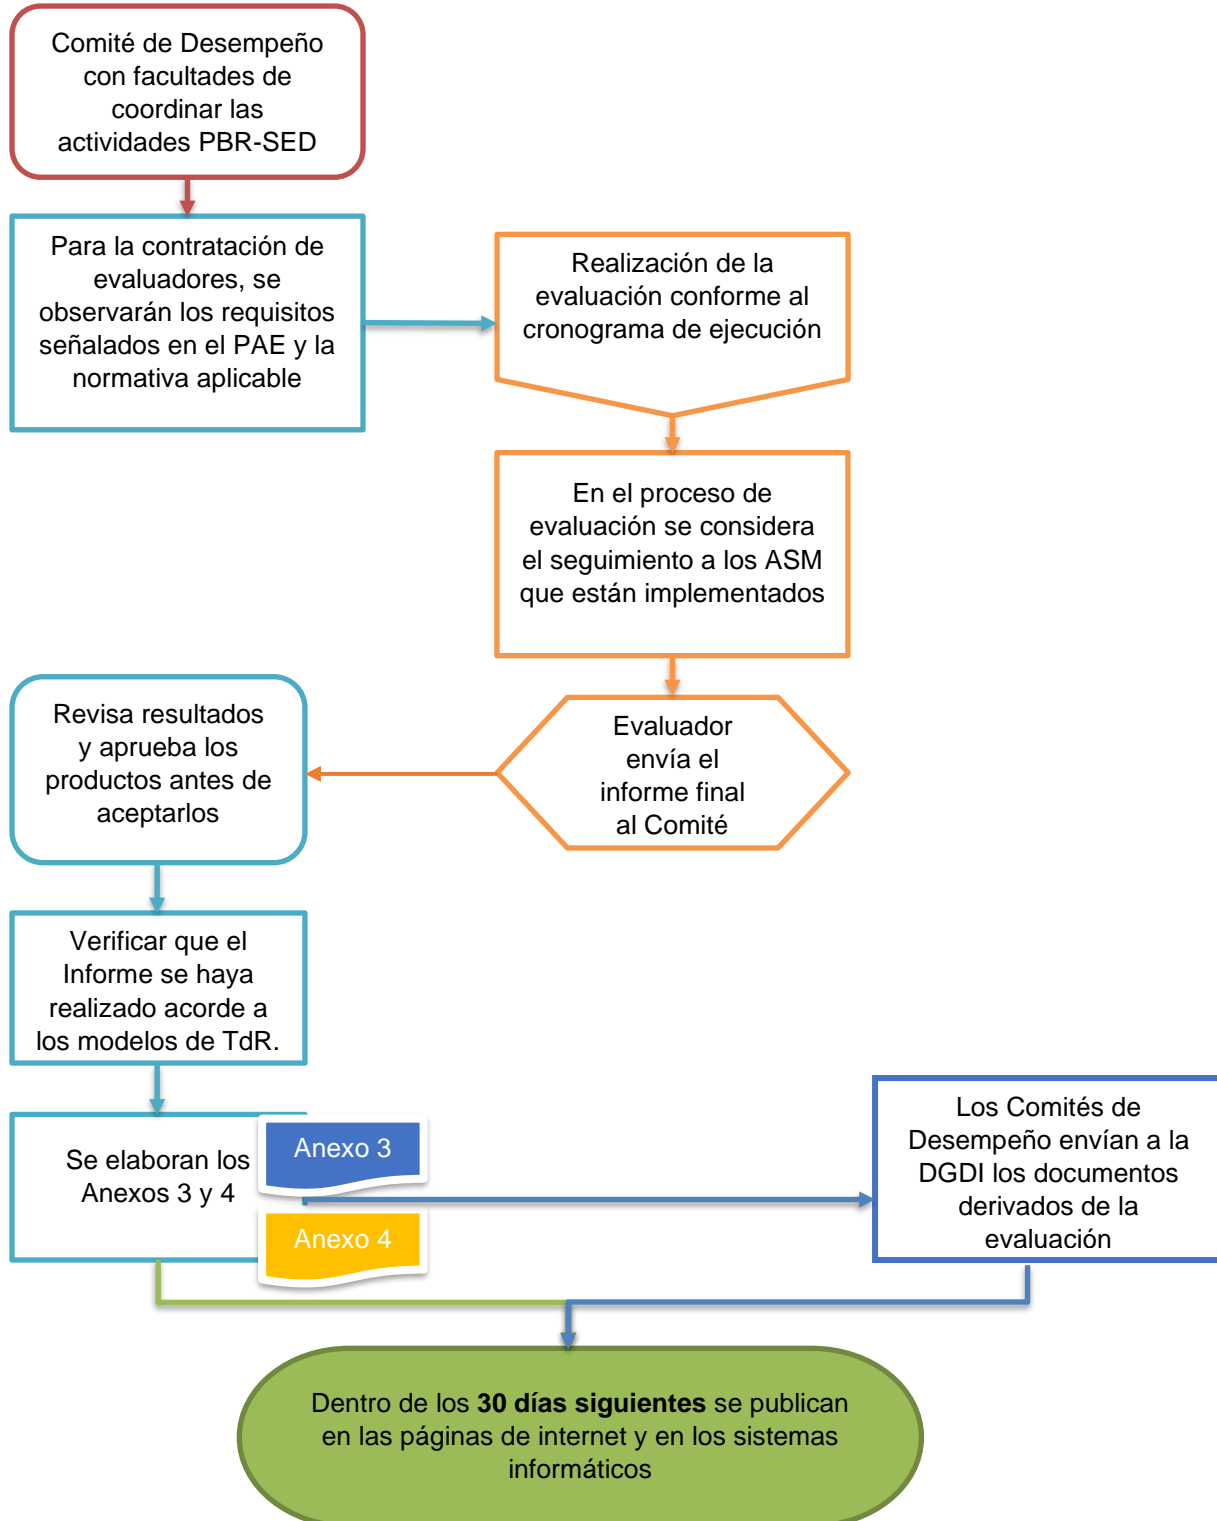 Comité de Desempeño
con facultades de
coordinar las
actividades PBR-SED
Para la contratación de
evaluadores, se
observarán los requisitos
señalados en el PAE y la
normativa aplicable
Realización de la
evaluación conforme al
cronograma de ejecución
En el proceso de
evaluación se considera
el seguimiento a los ASM
que están implementados
Evaluador
envía el
informe final
al Comité
Revisa resultados
y aprueba los
productos antes de
aceptarlos
Verificar que el
Informe se haya
realizado acorde a
los modelos de TdR.
Se elaboran los
Anexos 3 y 4
Anexo 3
Anexo 4
Los Comités de
Desempeño envían a la
DGDI los documentos
derivados de la
evaluación
Dentro de los 30 días siguientes se publican
en las páginas de internet y en los sistemas
informáticos